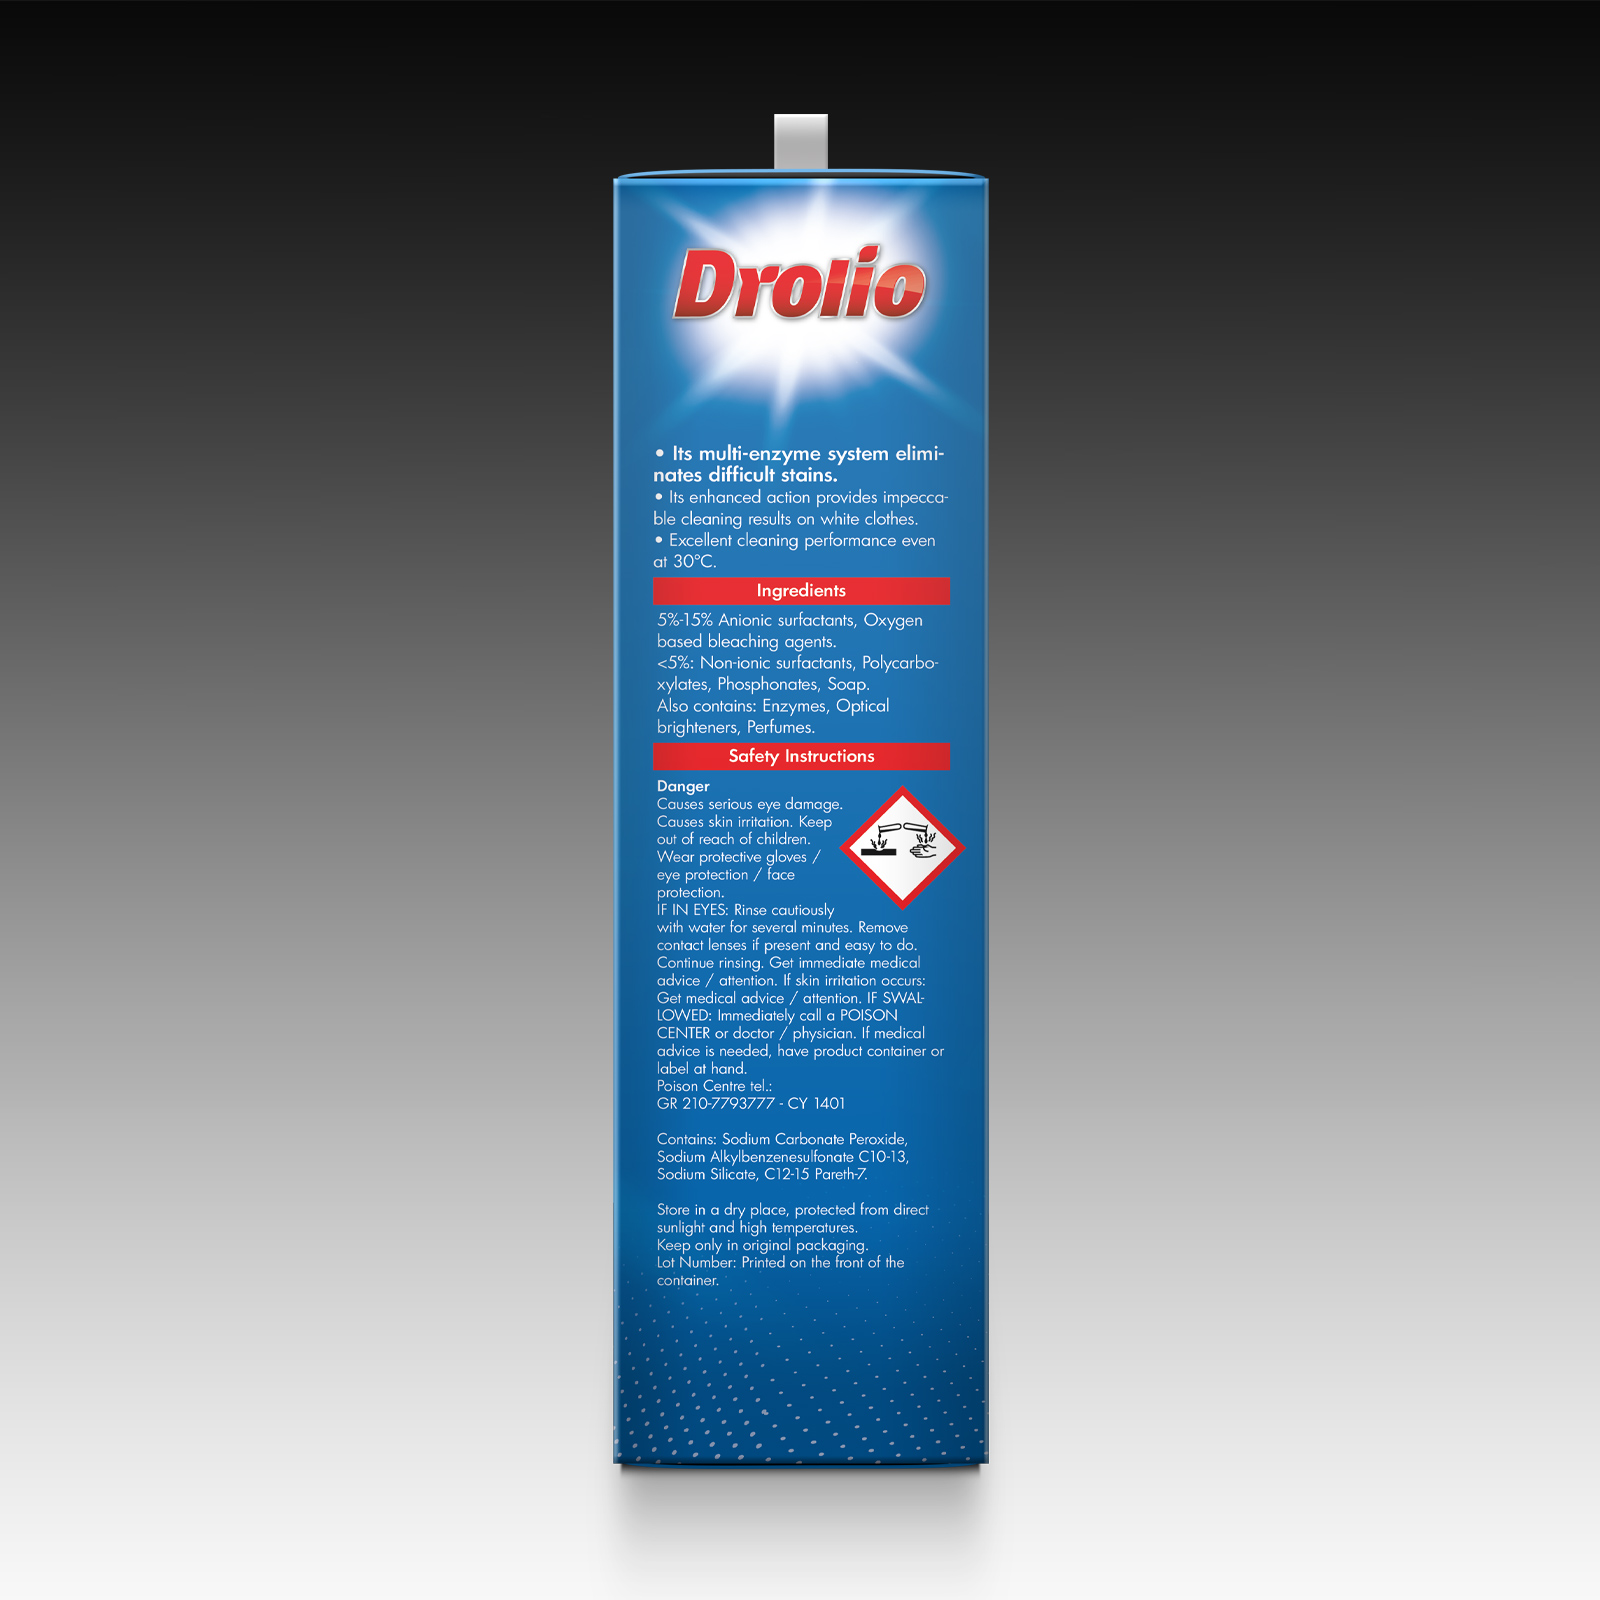 Drolio
• Its multi-enzyme system elimi-
nates difficult stains.
• Its enhanced action provides impecca-
ble cleaning results on white clothes.
• Excellent cleaning performance even
at 30°C.
Ingredients
5%-15% Anionic surfactants, Oxygen
based bleaching agents.
<5%: Non-ionic surfactants, Polycarbo-
xylates, Phosphonates, Soap.
Also contains: Enzymes, Optical
brighteners, Perfumes.
Safety Instructions
Danger
Causes serious eye damage.
Causes skin irritation. Keep
out of reach of children.
Wear protective gloves /
eye protection / face
protection.
IF IN EYES: Rinse cautiously
with water for several minutes. Remove
contact lenses if present and easy to do.
Continue rinsing. Get immediate medical
advice / attention. If skin irritation occurs:
Get medical advice / attention. IF SWAL-
LOWED: Immediately call a POISON
CENTER or doctor / physician. If medical
advice is needed, have product container or
label at hand.
Poison Centre tel.:
GR 210-7793777 - CY 1401
Contains: Sodium Carbonate Peroxide,
Sodium Alkylbenzenesulfonate C10-13,
Sodium Silicate, C12-15 Pareth-7.
Store in a dry place, protected from direct
sunlight and high temperatures.
Keep only in original packaging.
Lot Number: Printed on the front of the
container.